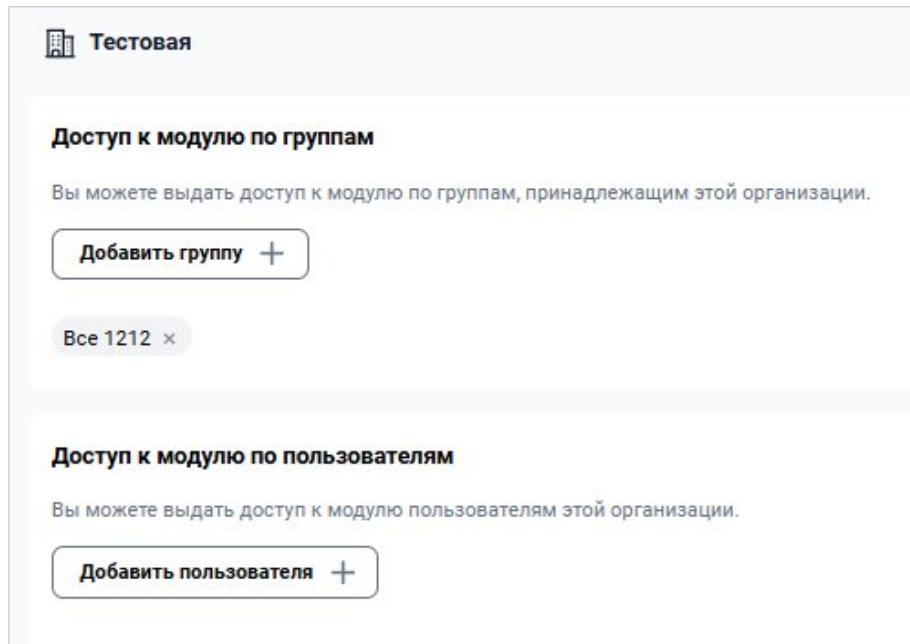 Тестовая
Доступ к модулю по группам
Вы можете выдать доступ к модулю по группам, принадлежащим этой организации.
Добавить группу
Все 1212 ×
Доступ к модулю по пользователям
Вы можете выдать доступ к модулю пользователям этой организации.
Добавить пользователя